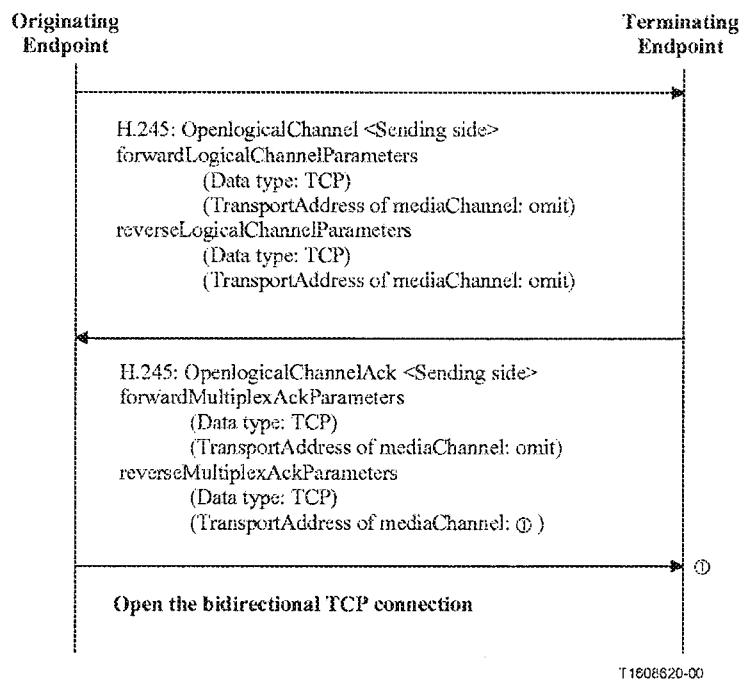 Originating
Endpoint
Terminating
Endpoint
H.245: OpenlogicalChannel <Sending side>
forwardLogicalChannelParameters
(Data type: TCP)
(TransportAddress of mediaChannel: omit)
reverseLogicalChannelParameters
(Data type: TCP)
(TransportAddress of mediaChannel: omit)
H.245: OpenlogicalChannelAck <Sending side>
forwardMultiplexAckParameters
(Data type: TCP)
(TransportAddress of mediaChannel: omit)
reverseMultiplexAckParameters
(Data type: TCP)
(TransportAddress of mediaChannel: ① )
①
Open the bidirectional TCP connection
T1608620-00